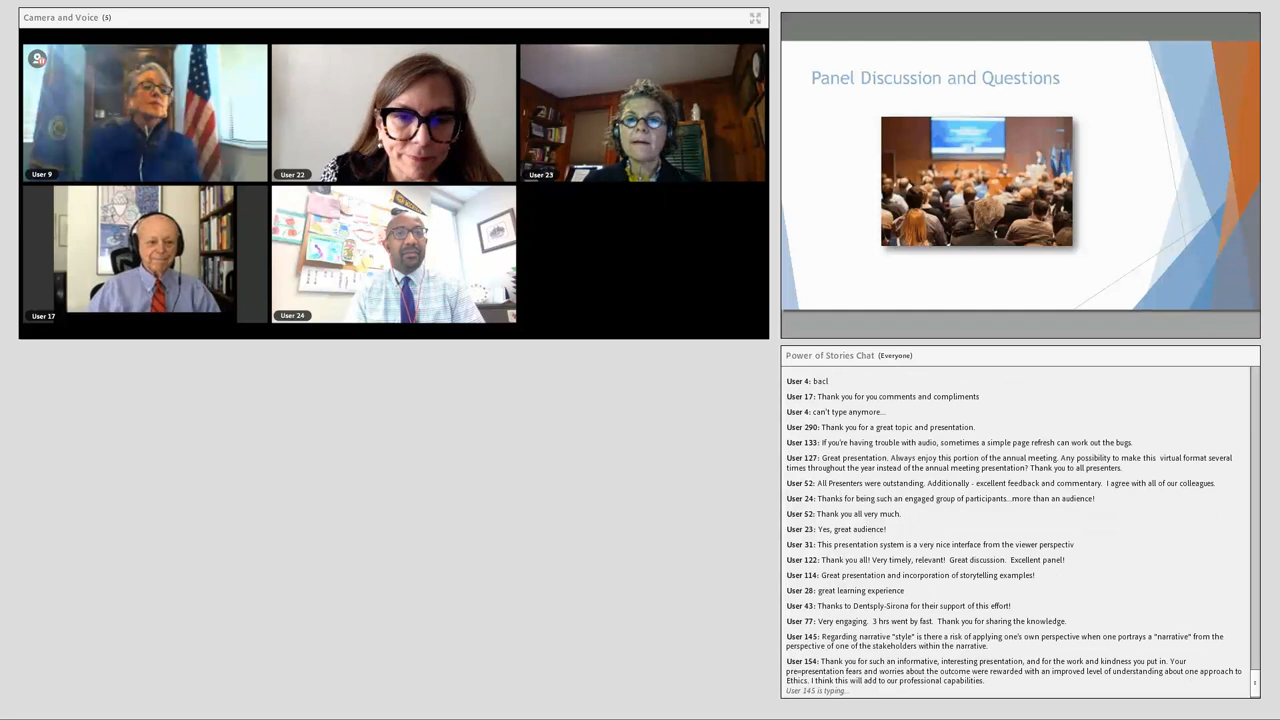 Camera and Voice (5)
User 9
User 22
User 23
User 17
User 24
Panel Discussion and Questions
Power of Stories Chat (Everyone)
User 4: bacl
User 17: Thank you for you comments and compliments
User 4: can't type anymore...
User 290: Thank you for a great topic and presentation.
User 133: If you're having trouble with audio, sometimes a simple page refresh can work out the bugs.
User 127: Great presentation. Always enjoy this portion of the annual meeting. Any possibility to make this virtual format several
times throughout the year instead of the annual meeting presentation? Thank you to all presenters.
User 52: All Presenters were outstanding. Additionally - excellent feedback and commentary. I agree with all of our colleagues.
User 24: Thanks for being such an engaged group of participants...more than an audience!
User 52: Thank you all very much.
User 23: Yes, great audience!
User 31: This presentation system is a very nice interface from the viewer perspectiv
User 122: Thank you all! Very timely, relevant! Great discussion. Excellent panel!
User 114: Great presentation and incorporation of storytelling examples!
User 28: great learning experience
User 43: Thanks to Dentsply-Sirona for their support of this effort!
User 77: Very engaging. 3 hrs went by fast. Thank you for sharing the knowledge.
User 145: Regarding narrative "style" is there a risk of applying one's own perspective when one portrays a "narrative" from the
perspective of one of the stakeholders within the narrative.
User 154: Thank you for such an informative, interesting presentation, and for the work and kindness you put in. Your
pre=presentation fears and worries about the outcome were rewarded with an improved level of understanding about one approach to
Ethics. I think this will add to our professional capabilities.
User 145 is typing...